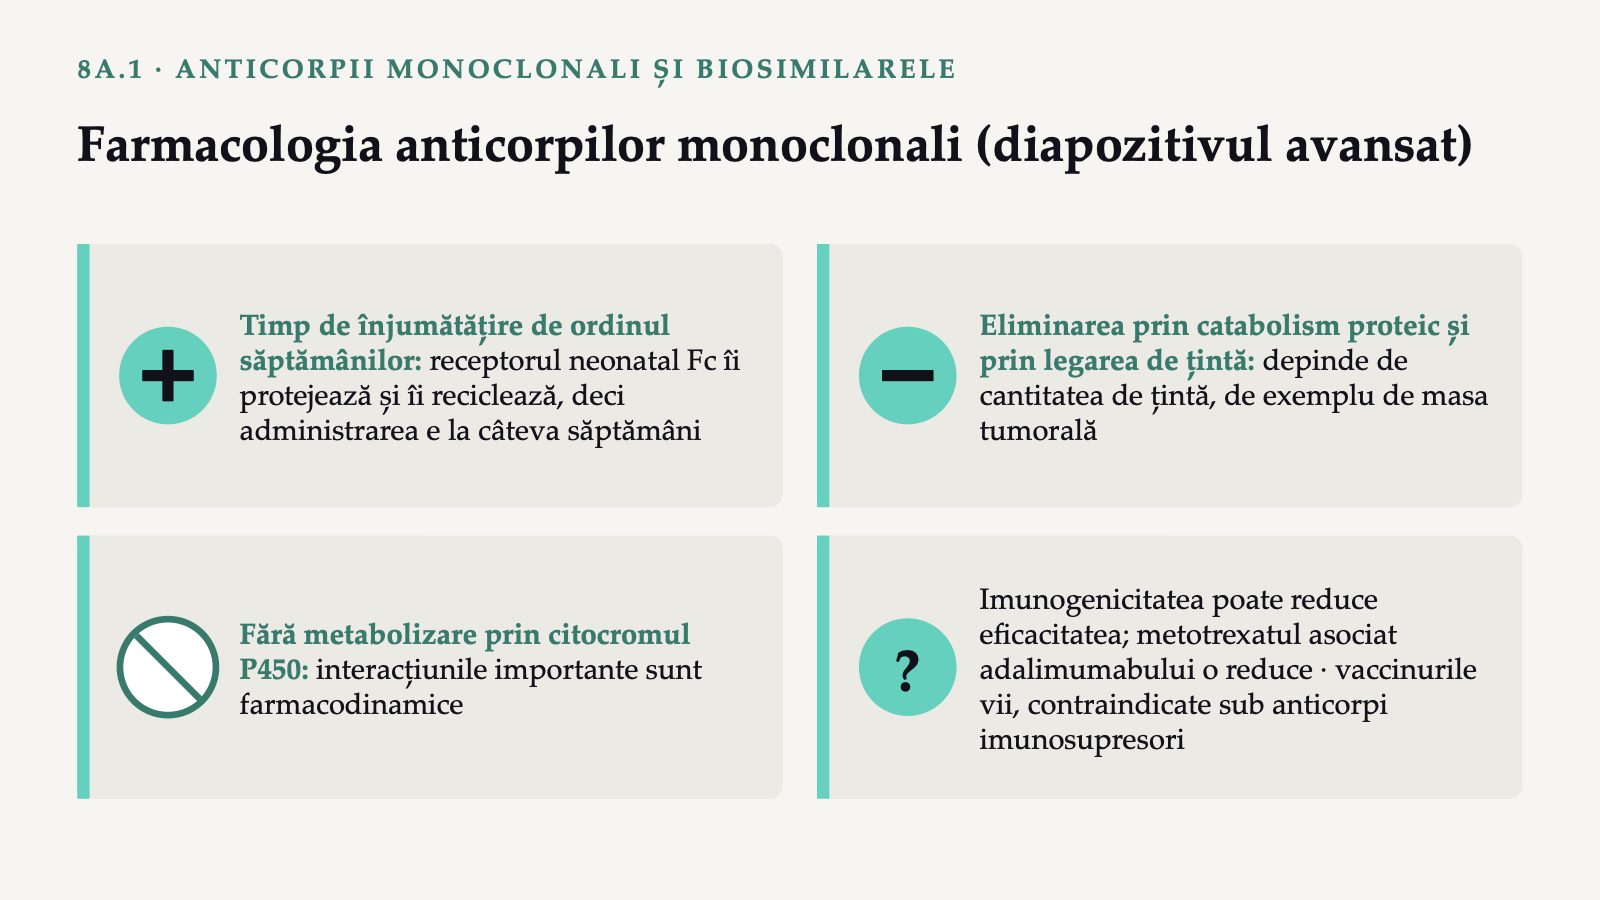 8A.1 · ANTICORPII MONOCLONALI ȘI BIOSIMILARELE
Farmacologia anticorpilor monoclonali (diapozitivul avansat)
Timp de înjumătățire de ordinul
săptămânilor: receptorul neonatal Fc îi
protejează și îi reciclează, deci
administrarea e la câteva săptămâni
Eliminarea prin catabolism proteic și
prin legarea de țintă: depinde de
cantitatea de țintă, de exemplu de masa
tumorală
Fără metabolizare prin citocromul
P450: interacțiunile importante sunt
farmacodinamice
?
Imunogenicitatea poate reduce
eficacitatea; metotrexatul asociat
adalimumabului o reduce · vaccinurile
vii, contraindicate sub anticorpi
imunosupresori